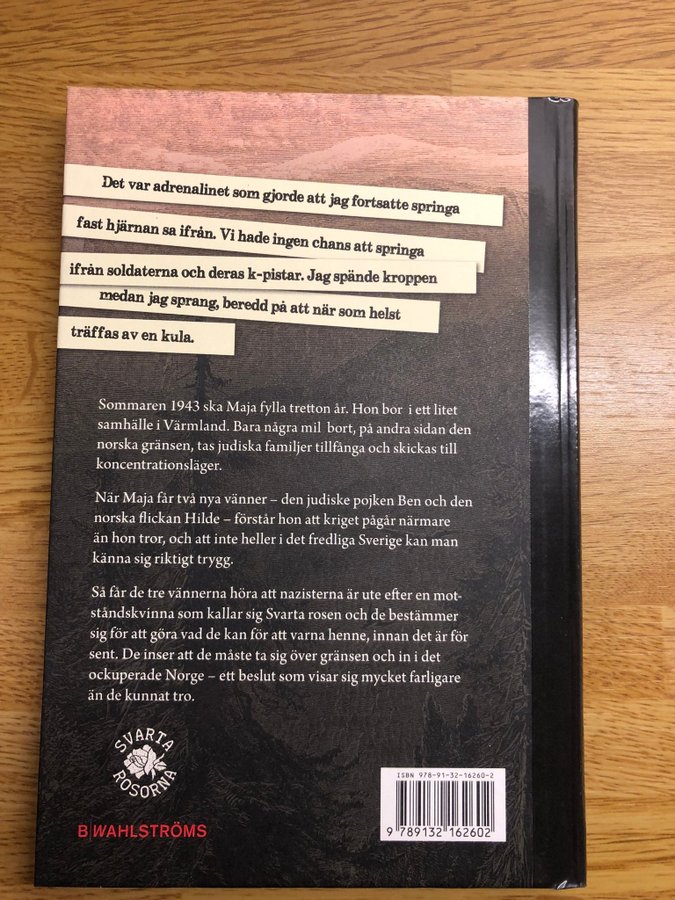 Det var adrenalinet som gjorde att jag fortsatte springa
fast hjärnan sa ifrån. Vi hade ingen chans att springa
ifrån soldaterna och deras k-pistar. Jag spände kroppen
medan jag sprang, beredd på att när som helst
träffas av en kula.
Sommaren 1943 ska Maja fylla tretton år. Hon bor i ett litet
samhälle i Värmland. Bara några mil bort, på andra sidan den
norska gränsen, tas judiska familjer tillfånga och skickas till
koncentrationsläger.
När Maja får två nya vänner – den judiske pojken Ben och den
norska flickan Hilde – förstår hon att kriget pågår närmare
än hon tror, och att inte heller i det fredliga Sverige kan man
känna sig riktigt trygg.
Så får de tre vännerna höra att nazisterna är ute efter en mot-
ståndskvinna som kallar sig Svarta rosen och de bestämmer
sig för att göra vad de kan för att varna henne, innan det är för
sent. De inser att de måste ta sig över gränsen och in i det
ockuperade Norge – ett beslut som visar sig mycket farligare
än de kunnat tro.
SVARTA
ROSORNA
B|WAHLSTRÖMS
ISBN 978-91-32-16260-2
9 789132 162602